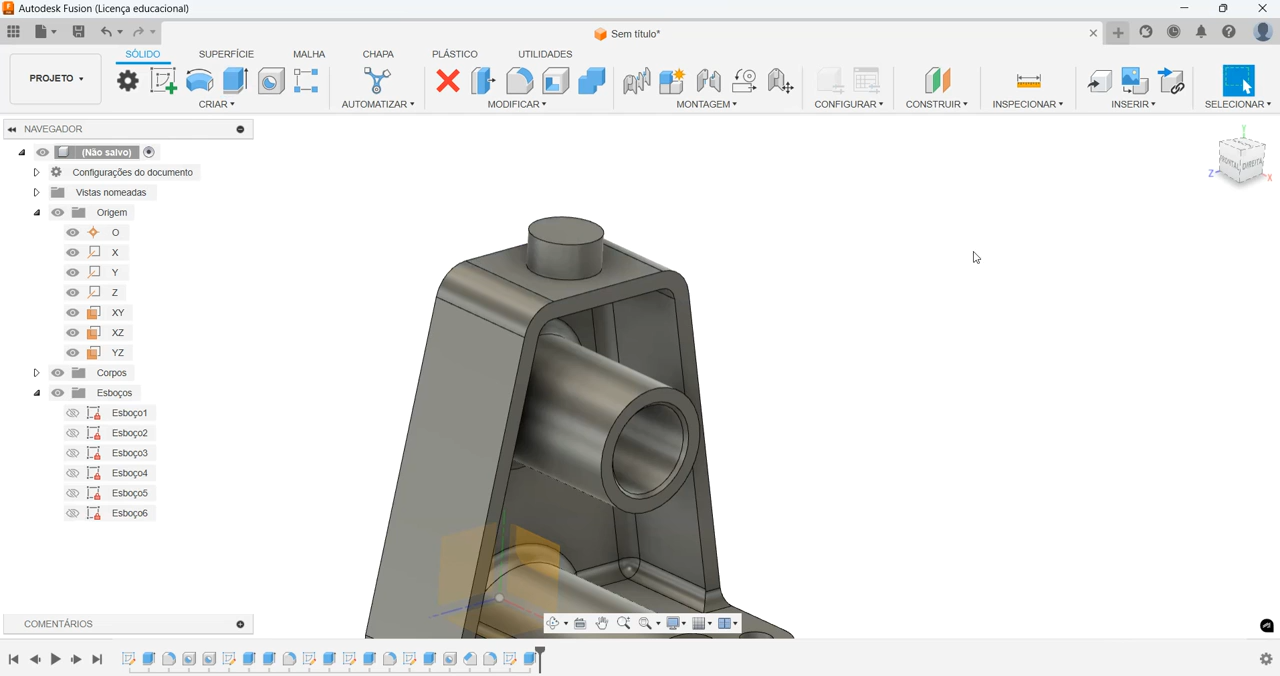 Autodesk Fusion (Licença educacional)
Sem título*
SÓLIDO SUPERFÍCIE MALHA CHAPA PLÁSTICO UTILIDADES
PROJETO
CRIAR AUTOMATIZAR MODIFICAR MONTAGEM CONFIGURAR CONSTRUIR INSPECIONAR INSERIR SELECIONAR
NAVEGADOR
(Não salvo)
Configurações do documento
Vistas nomeadas
Origem
O
X
Y
Z
XY
XZ
YZ
Corpos
Esboços
Esboço1
Esboço2
Esboço3
Esboço4
Esboço5
Esboço6
Y
FRONTAL DIREITA
Z
X
COMENTÁRIOS